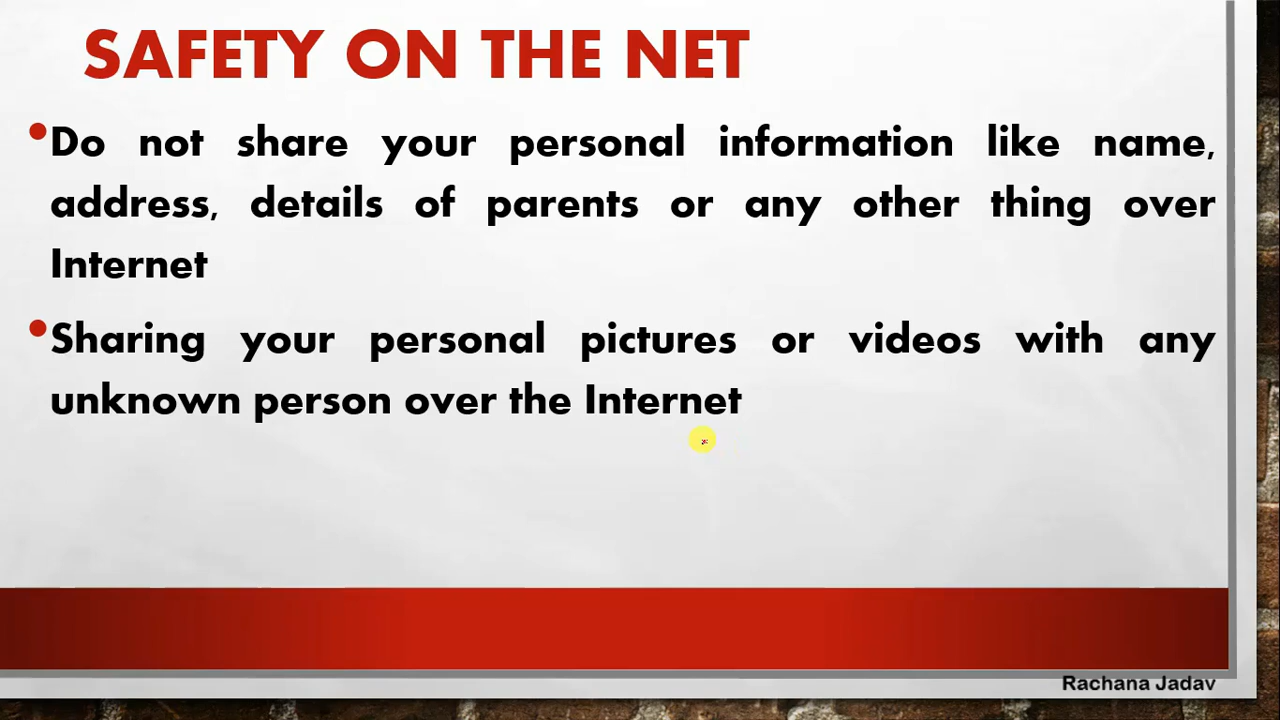 SAFETY ON THE NET
•Do not share your personal information like name,
address, details of parents or any other thing over
Internet
•Sharing your personal pictures or videos with any
unknown person over the Internet
Rachana Jadav